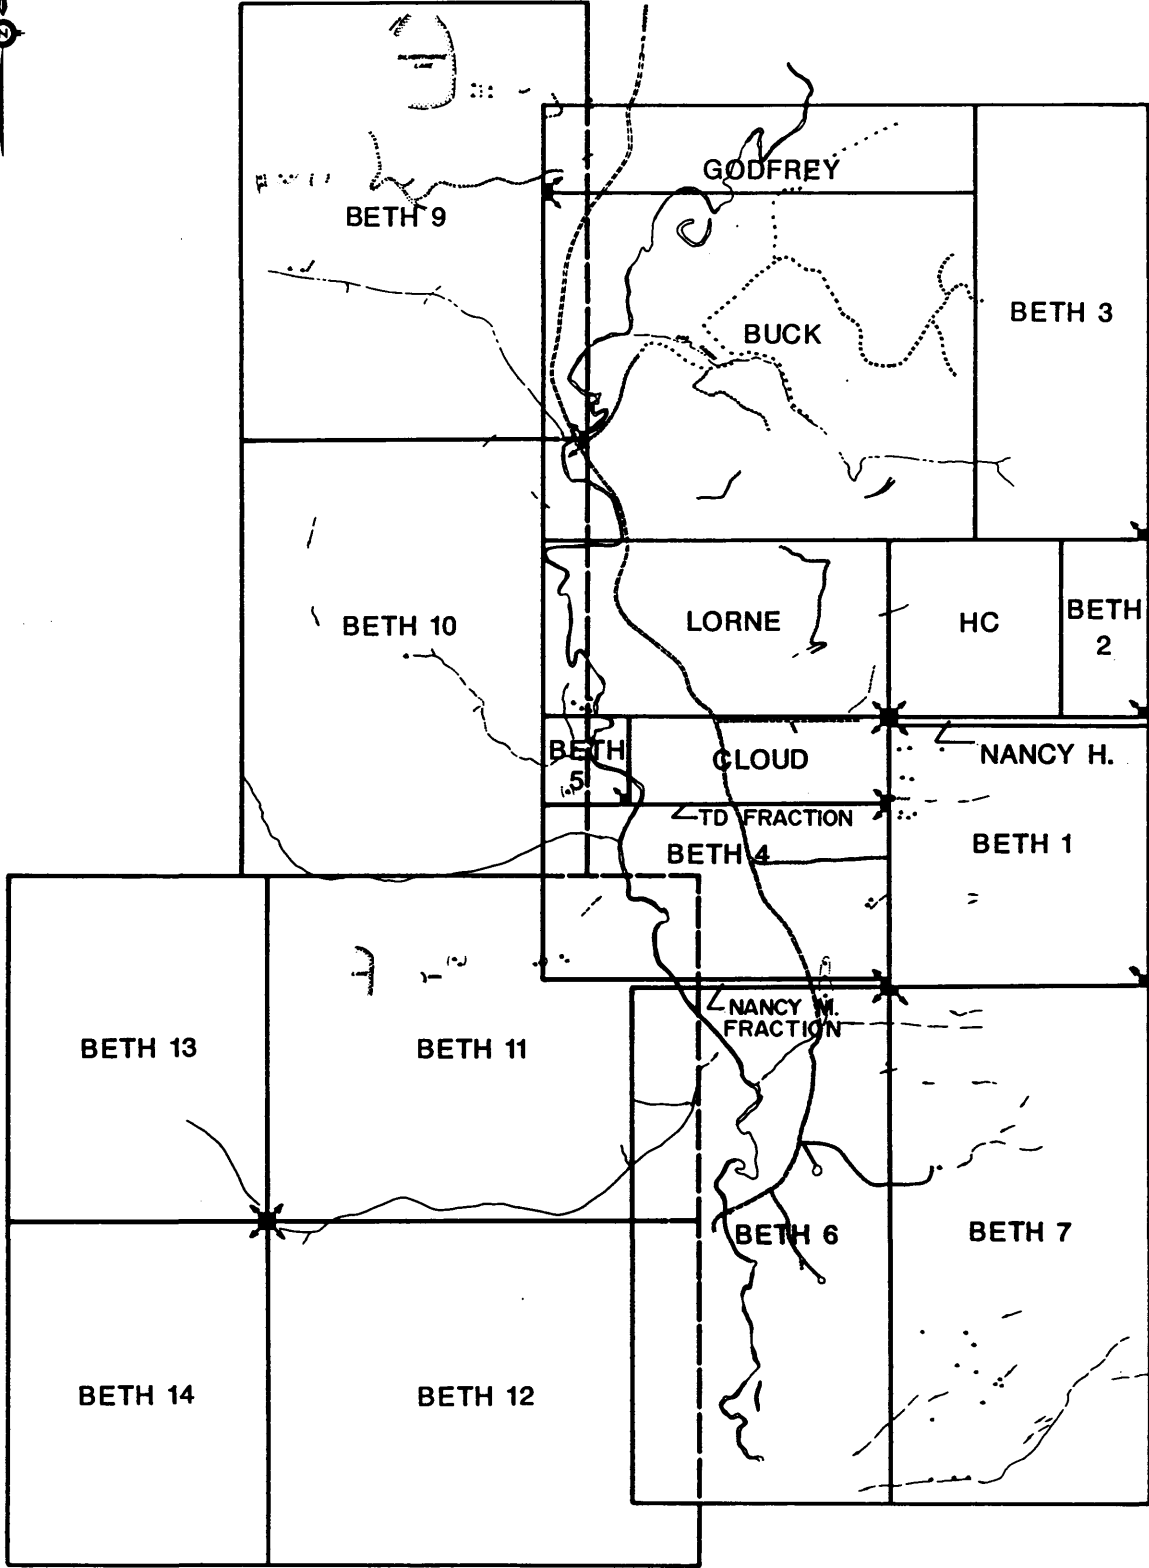 LAKE
GODFREY
BETH 9
BETH 3
BUCK
BETH 10
LORNE
HC
BETH
2
BETH
5
CLOUD
NANCY H.
TD FRACTION
BETH 4
BETH 1
NANCY M.
FRACTION
BETH 13
BETH 11
BETH 6
BETH 7
BETH 14
BETH 12